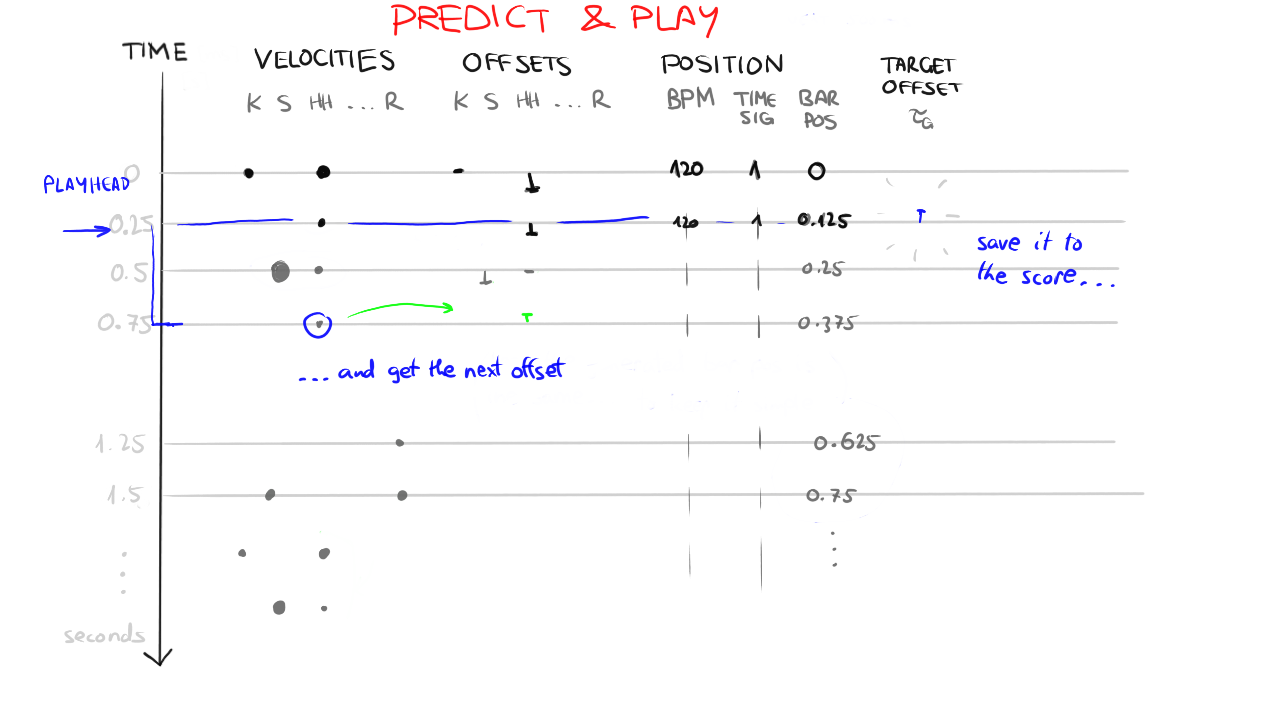 PREDICT & PLAY
TIME VELOCITIES OFFSETS POSITION TARGET OFFSET
K S HH ... R K S HH ... R BPM TIME SIG BAR POS τG
0 120 1 0
PLAYHEAD
0.25 120 1 0.125
save it to
the score...
0.5 0.25
0.75 0.375
... and get the next offset
1.25 0.625
1.5 0.75
seconds